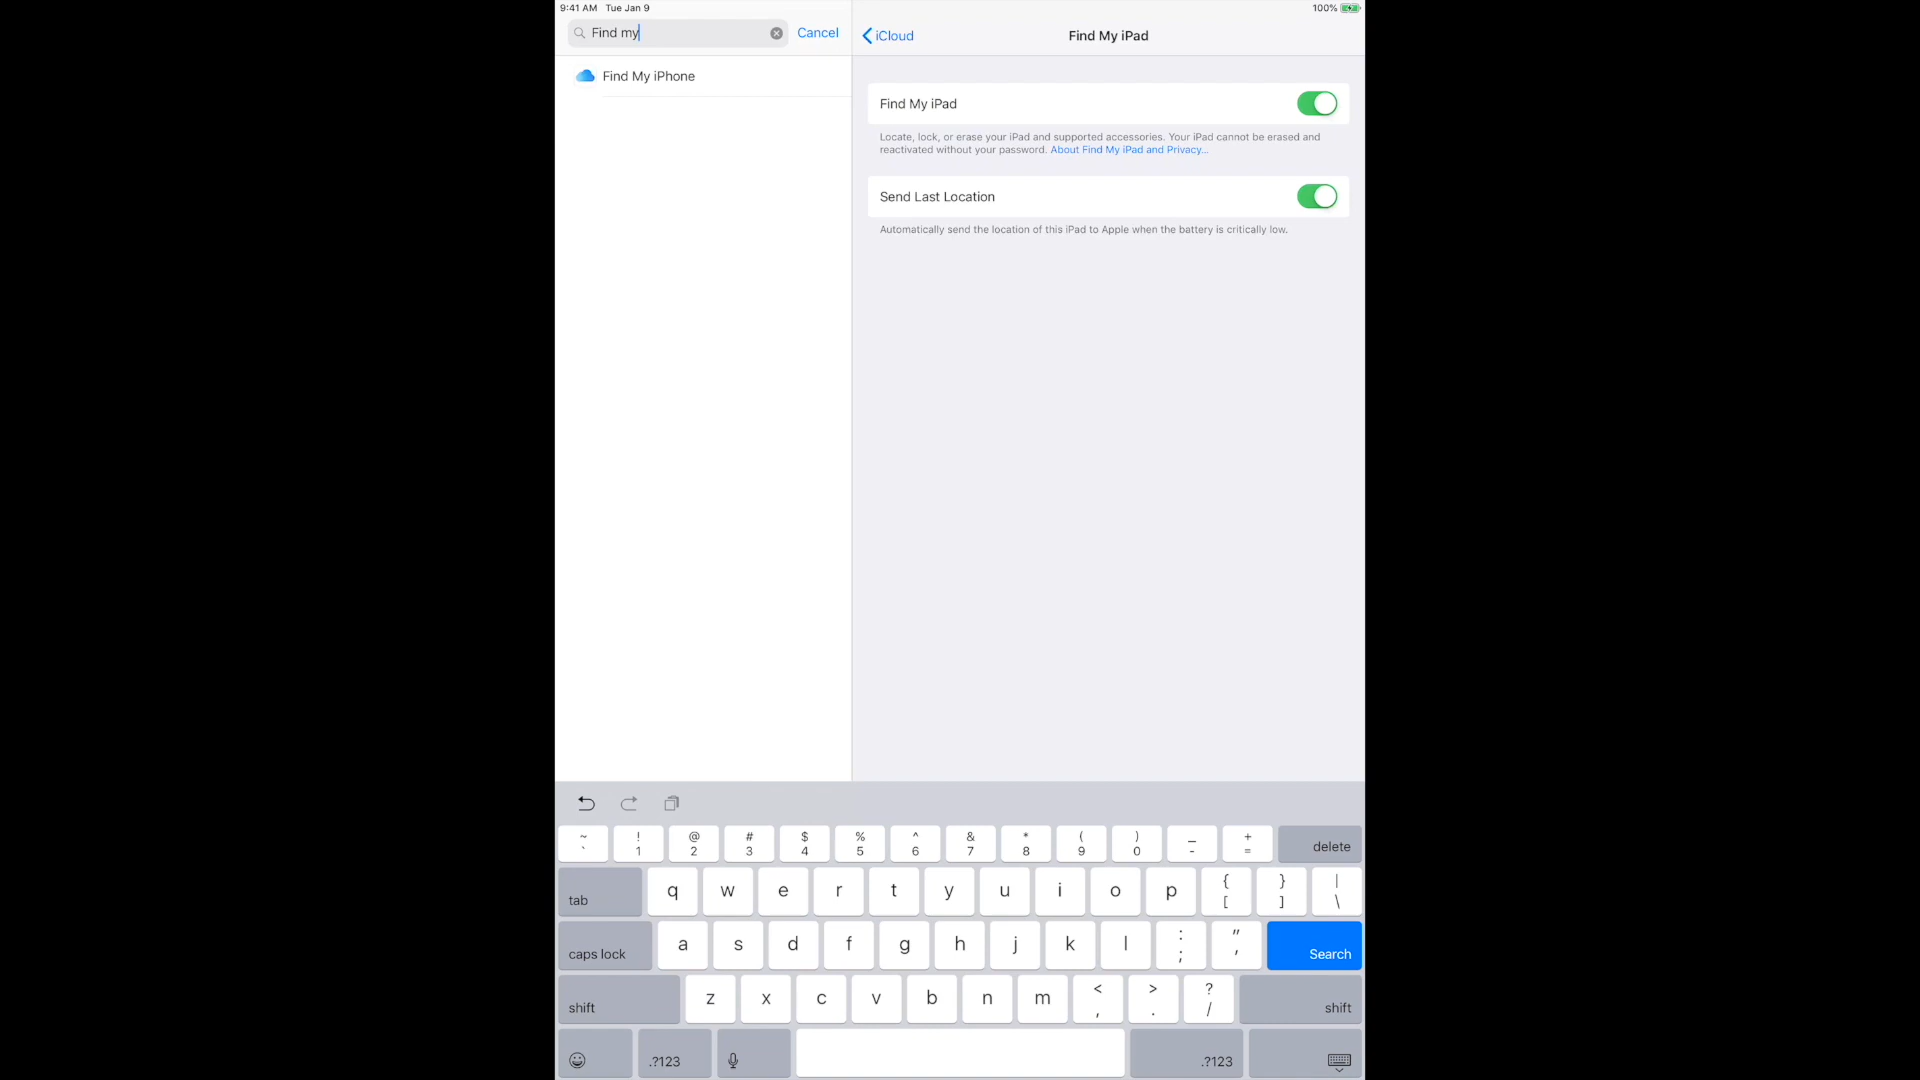 9:41 AM Tue Jan 9
100%
Find my
Cancel
Find My iPhone
iCloud
Find My iPad
Find My iPad
Locate, lock, or erase your iPad and supported accessories. Your iPad cannot be erased and
reactivated without your password. About Find My iPad and Privacy...
Send Last Location
Automatically send the location of this iPad to Apple when the battery is critically low.
~ ! @ # $ % ^ & * ( ) _ +
` 1 2 3 4 5 6 7 8 9 0 - = delete
tab q w e r t y u i o p { [ } ] | \
caps lock a s d f g h j k l : ; " ' Search
shift z x c v b n m < , > . ? / shift
.?123 .?123